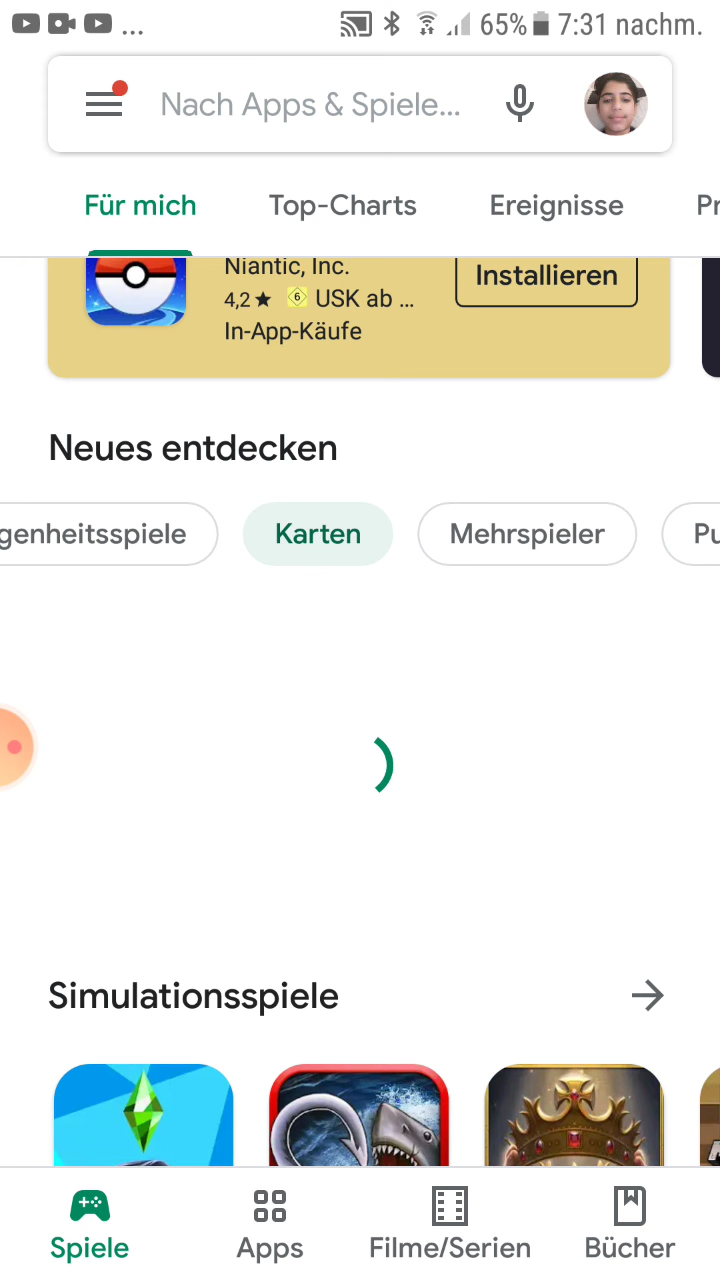 ... 65% 7:31 nachm.
Nach Apps & Spiele...
Für mich Top-Charts Ereignisse Pr
Niantic, Inc.
4,2 ★ 6 USK ab ...
In-App-Käufe
Installieren
Neues entdecken
genheitsspiele Karten Mehrspieler Pu
Simulationsspiele
Spiele Apps Filme/Serien Bücher